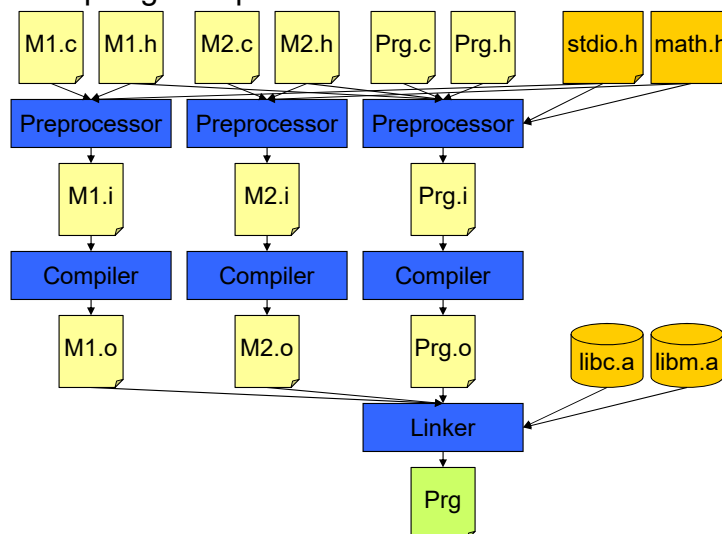 M1.c M1.h M2.c M2.h Prg.c Prg.h stdio.h math.h
Preprocessor Preprocessor Preprocessor
M1.i M2.i Prg.i
Compiler Compiler Compiler
M1.o M2.o Prg.o libc.a libm.a
Linker
Prg